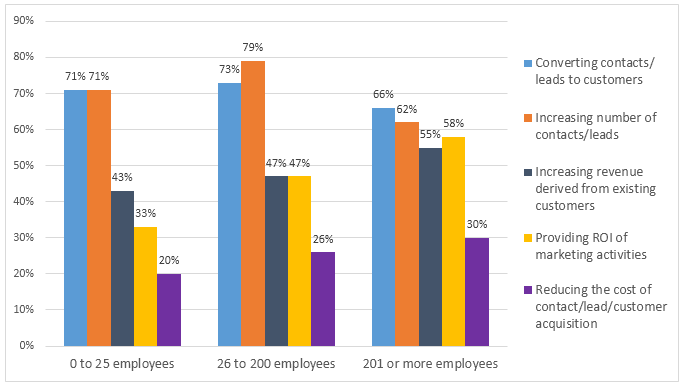 90%
80%
70%
60%
50%
40%
30%
20%
10%
0%
71%
71%
43%
33%
20%
73%
79%
47%
47%
26%
66%
62%
55%
58%
30%
0 to 25 employees
26 to 200 employees
201 or more employees
Converting contacts/
leads to customers
Increasing number of
contacts/leads
Increasing revenue
derived from existing
customers
Providing ROI of
marketing activities
Reducing the cost of
contact/lead/customer
acquisition